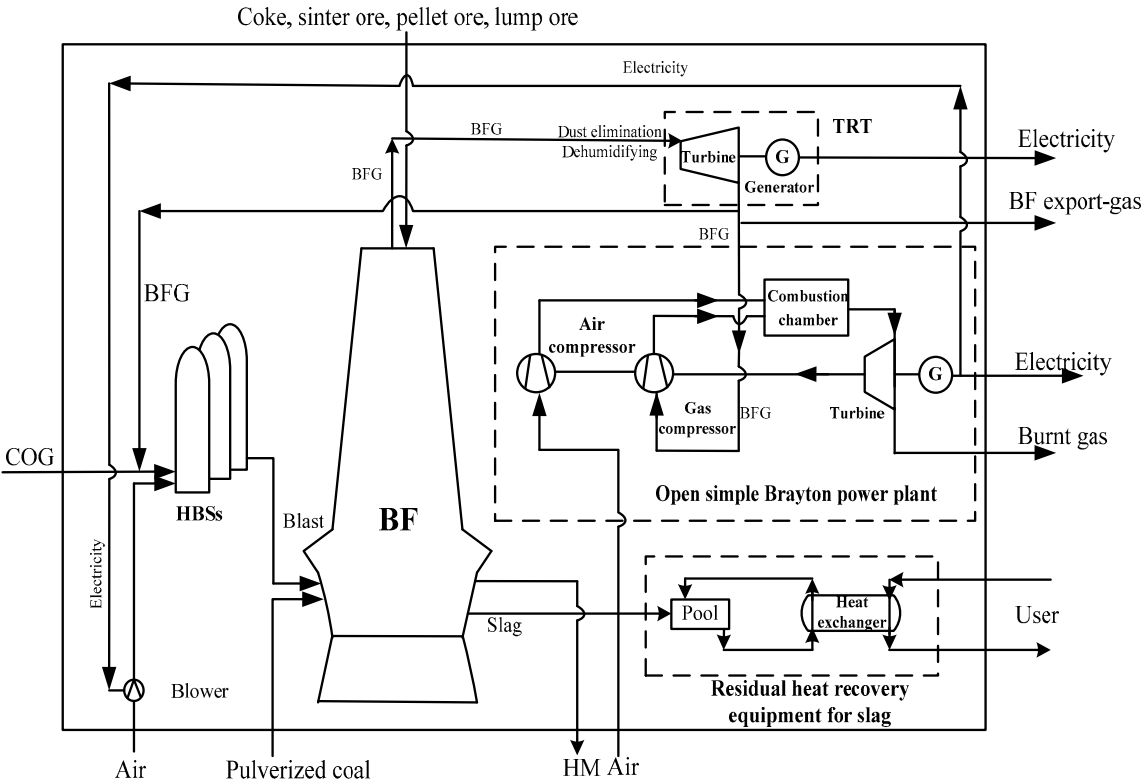 Coke, sinter ore, pellet ore, lump ore
Electricity
BFG
Dust elimination
Dehumidifying
TRT
Turbine
G
Generator
Electricity
BFG
BF export-gas
BFG
BFG
Combustion
chamber
Air
compressor
Electricity
G
Turbine
Gas
compressor
BFG
Burnt gas
COG
HBSs
Blast
BF
Open simple Brayton power plant
Electricity
Pool
Heat
exchanger
User
Slag
Blower
Residual heat recovery
equipment for slag
Air
Pulverized coal
HM
Air